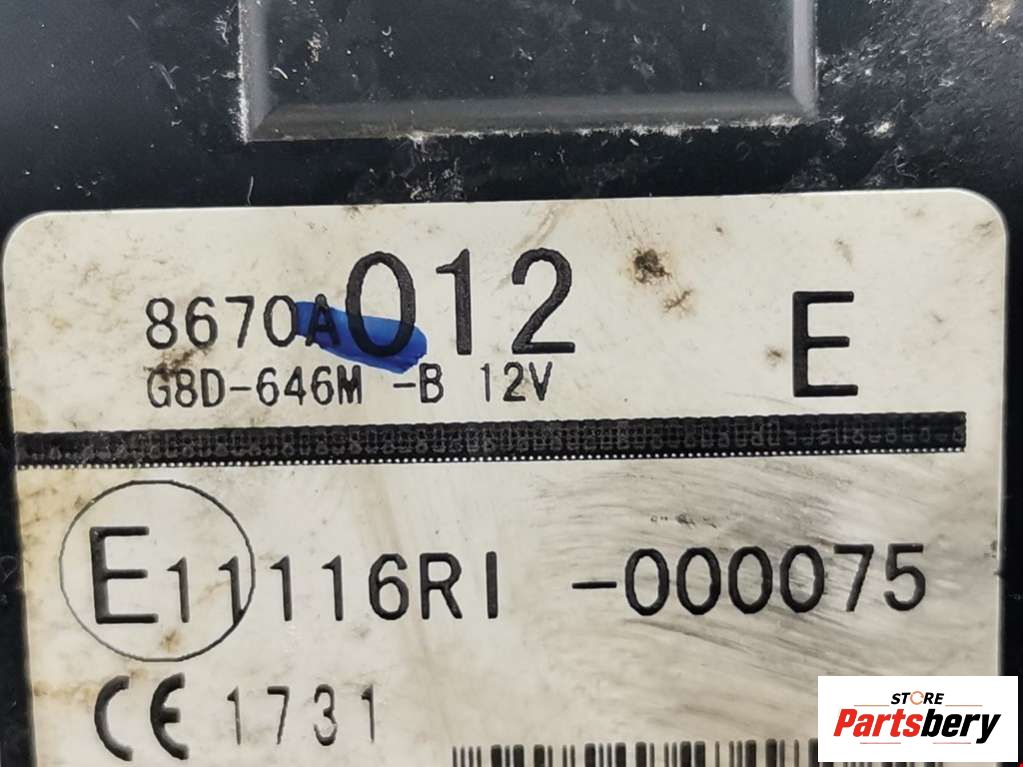 8670A012 E
G8D-646M -B 12V
E11 116RI -000075
CE 1731
STORE
Partsbery